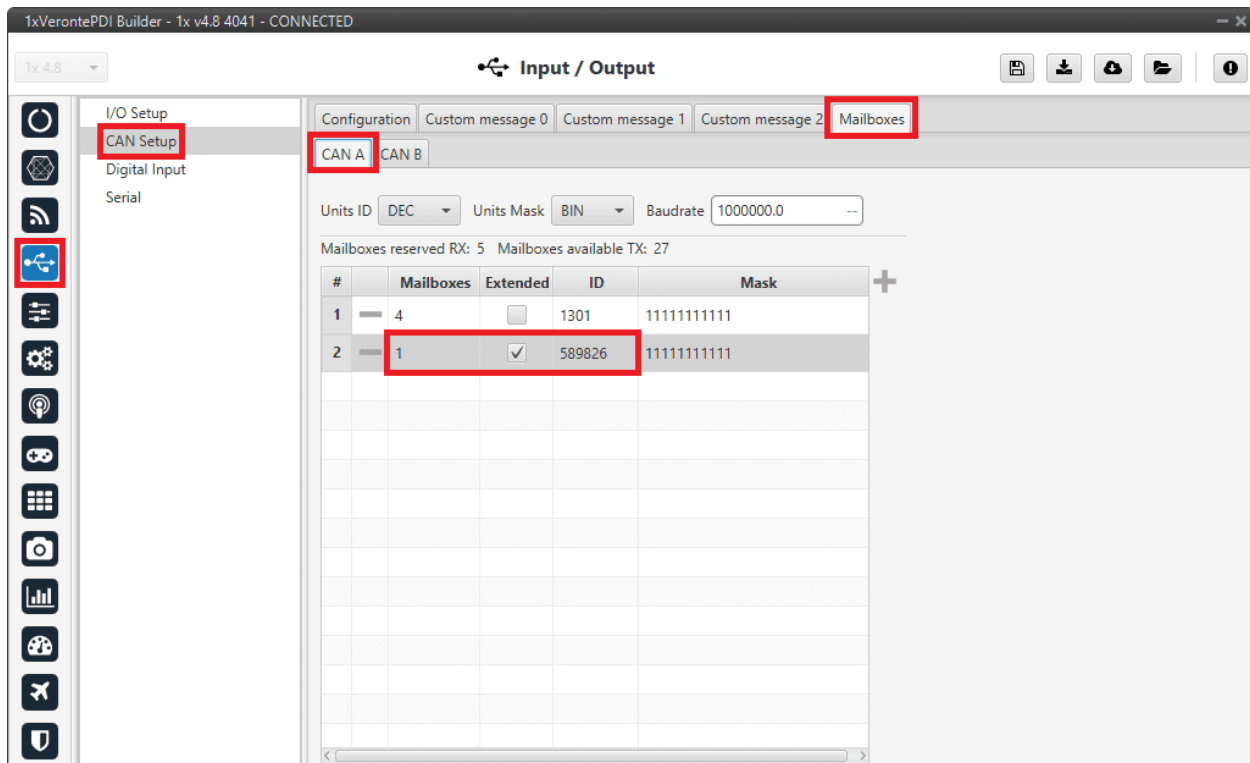 1xVerontePDI Builder - 1x v4.8 4041 - CONNECTED
1x 4.8
Input / Output
I/O Setup
CAN Setup
Digital Input
Serial
Configuration Custom message 0 Custom message 1 Custom message 2 Mailboxes
CAN A CAN B
Units ID DEC Units Mask BIN Baudrate 1000000.0 --
Mailboxes reserved RX: 5 Mailboxes available TX: 27
# Mailboxes Extended ID Mask
1 4 1301 11111111111
2 1 589826 11111111111